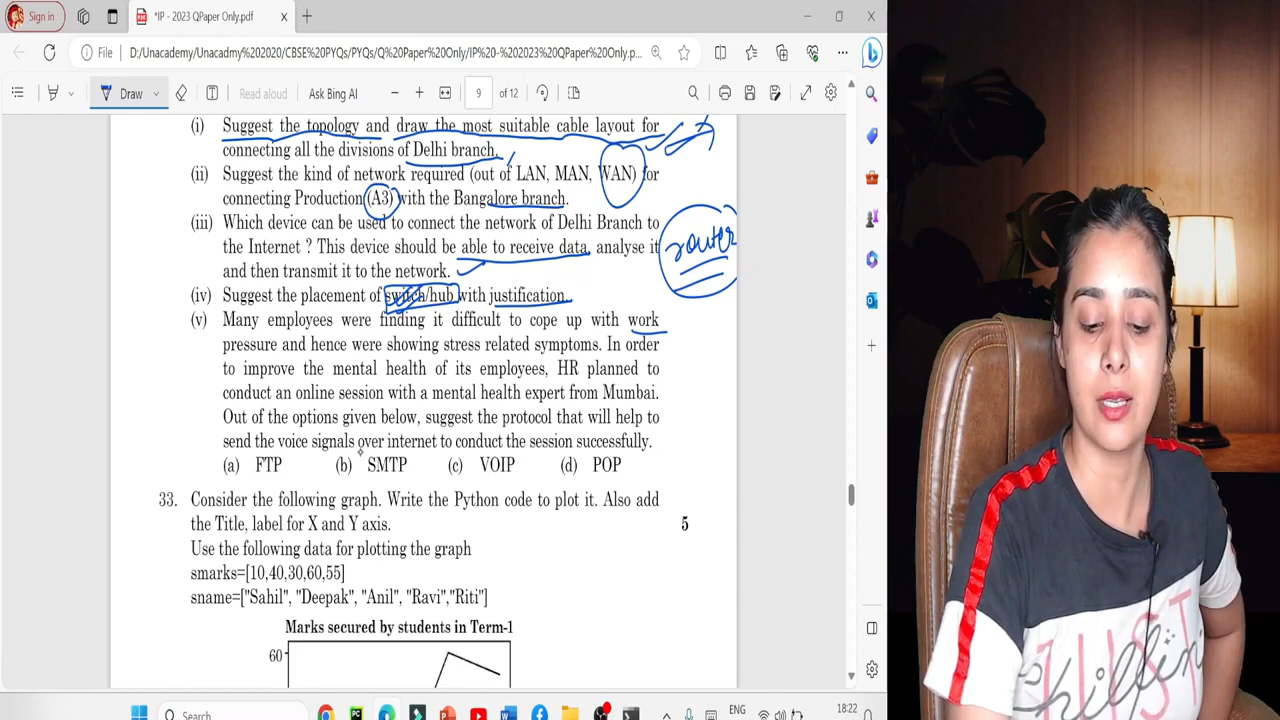 Sign in
*IP - 2023 QPaper Only.pdf
File
D:/Unacademy/Unacadmy%202020/CBSE%20PYQs/PYQs/Q%20Paper%20Only/IP%20-%202023%20QPaper%20Only.p...
Draw
Read aloud
Ask Bing AI
9
of 12
(i) Suggest the topology and draw the most suitable cable layout for
connecting all the divisions of Delhi branch.
(ii) Suggest the kind of network required (out of LAN, MAN, WAN) for
connecting Production (A3) with the Bangalore branch.
(iii) Which device can be used to connect the network of Delhi Branch to
the Internet ? This device should be able to receive data, analyse it
and then transmit it to the network.
router
(iv) Suggest the placement of switch/hub with justification.
(v) Many employees were finding it difficult to cope up with work
pressure and hence were showing stress related symptoms. In order
to improve the mental health of its employees, HR planned to
conduct an online session with a mental health expert from Mumbai.
Out of the options given below, suggest the protocol that will help to
send the voice signals over internet to conduct the session successfully.
(a) FTP (b) SMTP (c) VOIP (d) POP
33. Consider the following graph. Write the Python code to plot it. Also add
the Title, label for X and Y axis. 5
Use the following data for plotting the graph
smarks=[10,40,30,60,55]
sname=["Sahil", "Deepak", "Anil", "Ravi","Riti"]
Marks secured by students in Term-1
60
Search
ENG
18:22